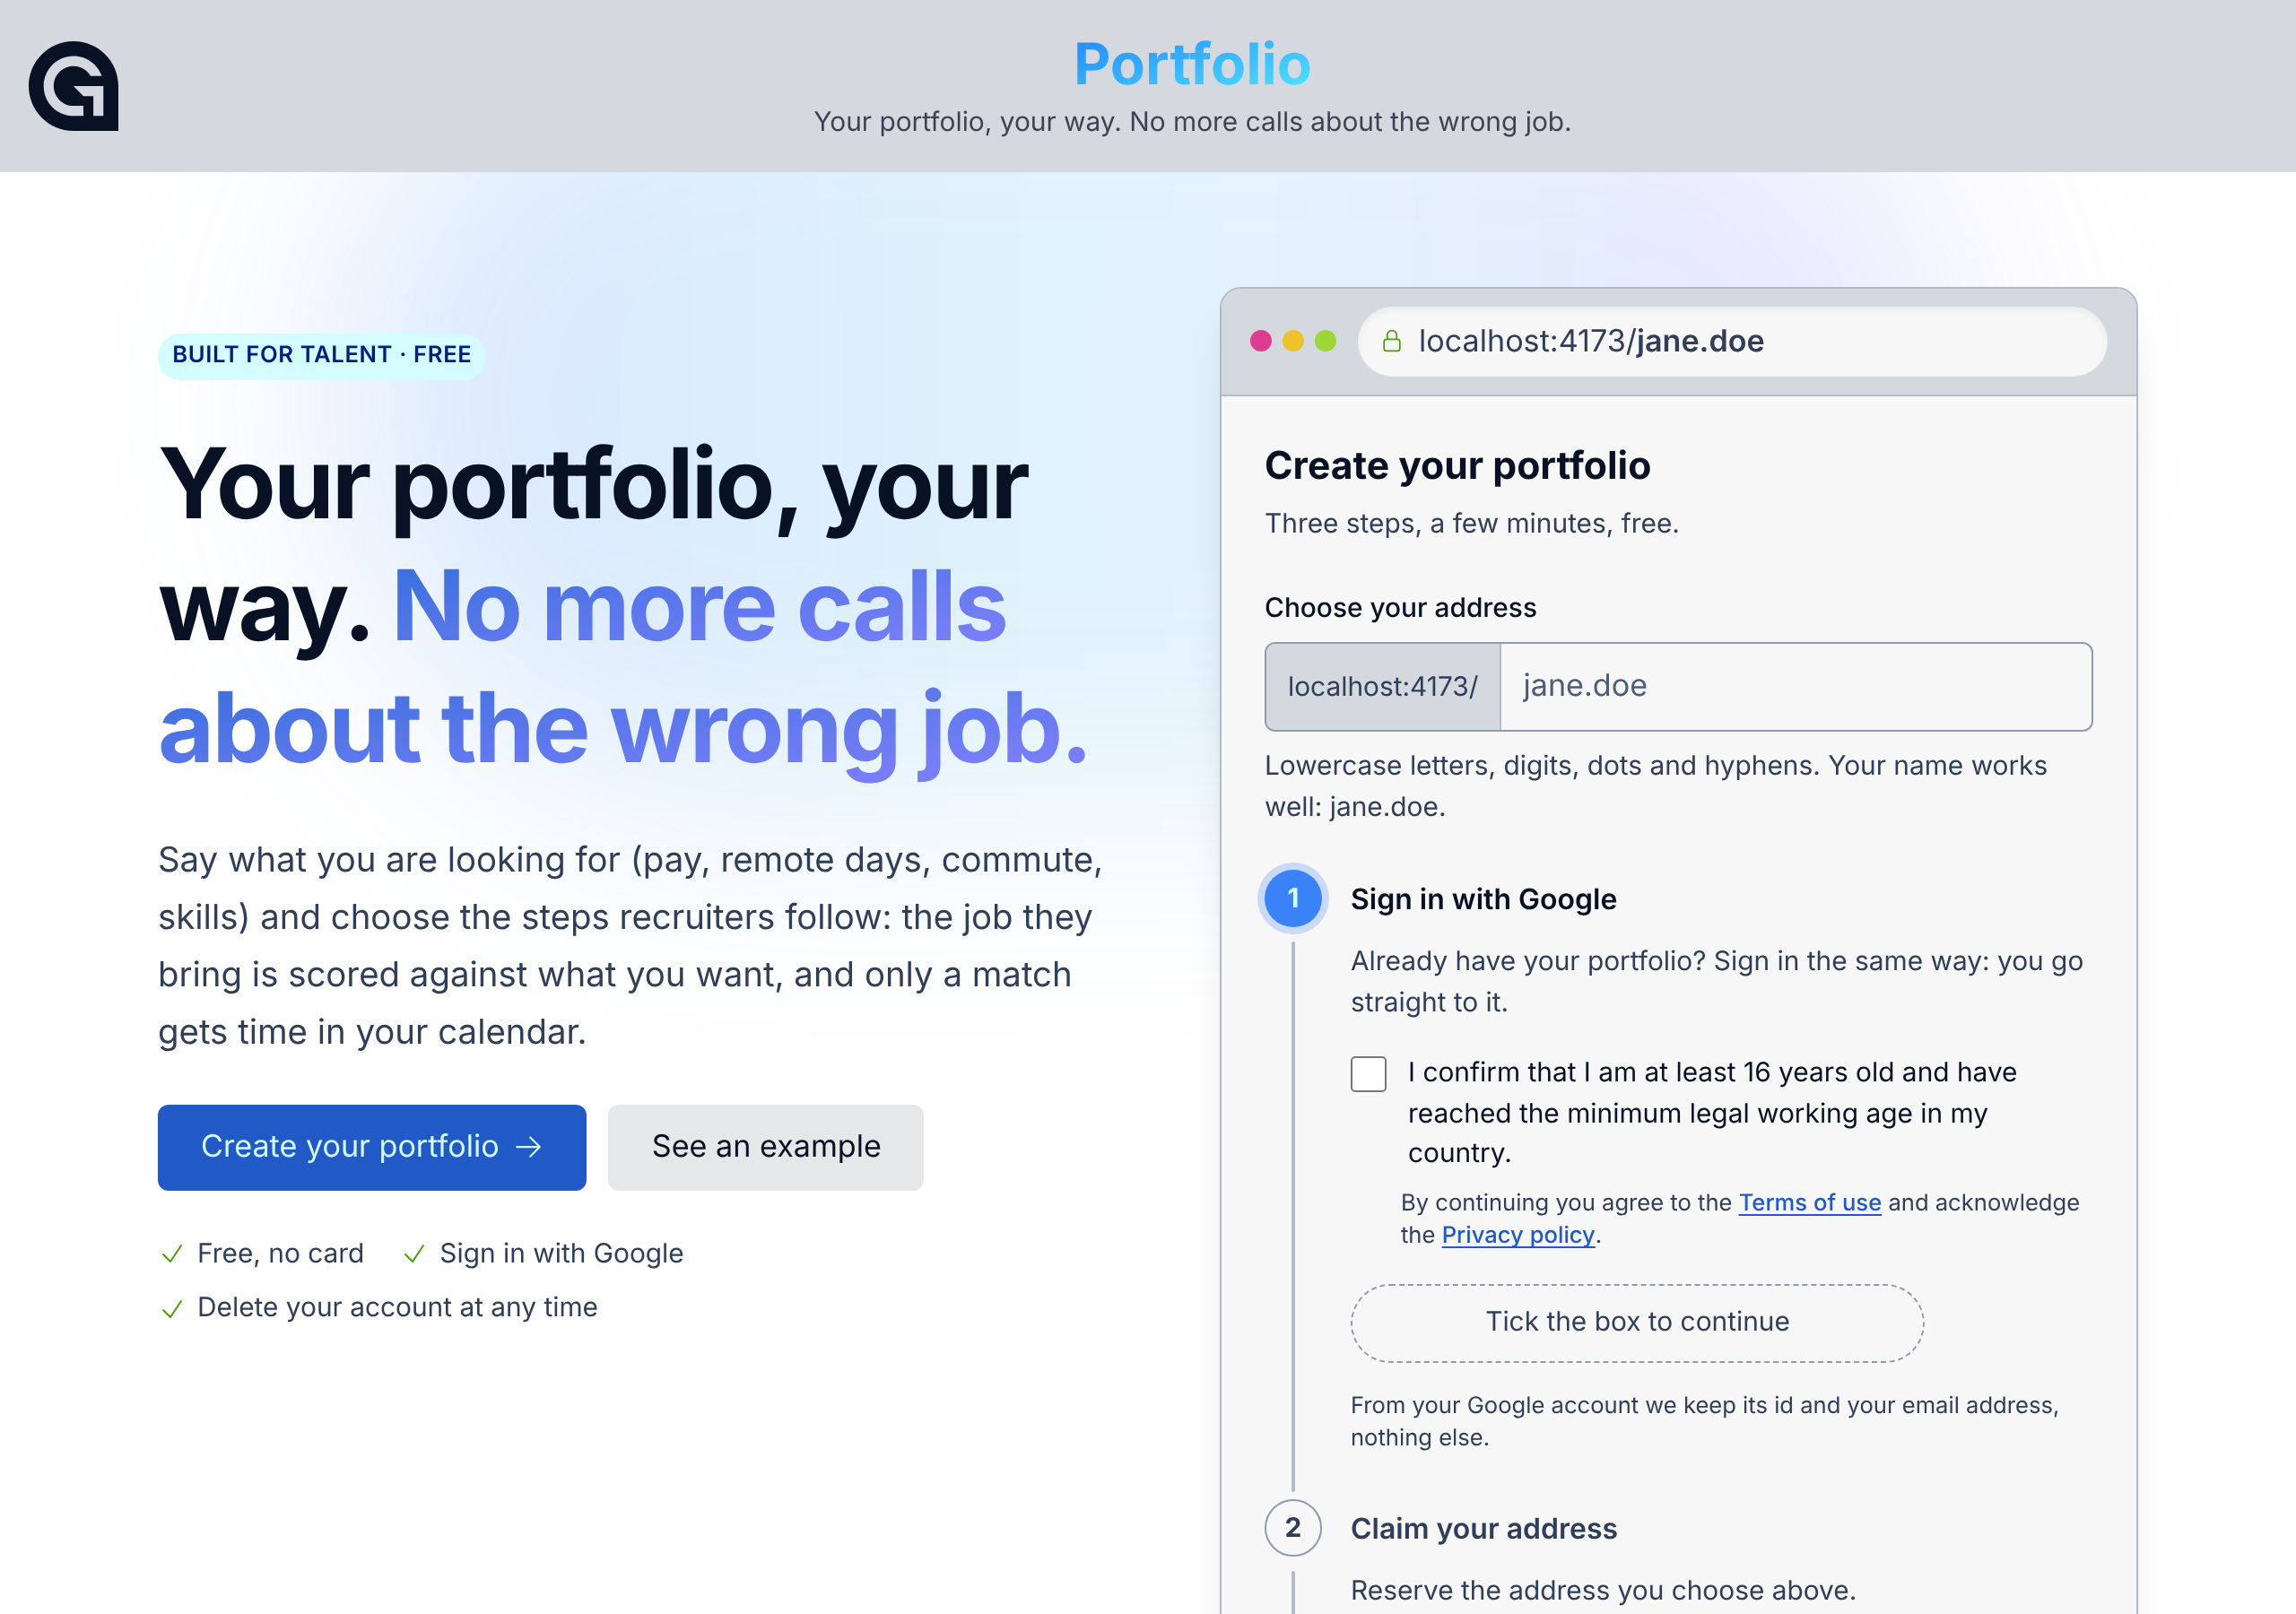 Portfolio
Your portfolio, your way. No more calls about the wrong job.
BUILT FOR TALENT · FREE
Your portfolio, your
way. No more calls
about the wrong job.
Say what you are looking for (pay, remote days, commute,
skills) and choose the steps recruiters follow: the job they
bring is scored against what you want, and only a match
gets time in your calendar.
Create your portfolio →
See an example
Free, no card
Sign in with Google
Delete your account at any time
localhost:4173/jane.doe
Create your portfolio
Three steps, a few minutes, free.
Choose your address
localhost:4173/
jane.doe
Lowercase letters, digits, dots and hyphens. Your name works
well: jane.doe.
1
Sign in with Google
Already have your portfolio? Sign in the same way: you go
straight to it.
I confirm that I am at least 16 years old and have
reached the minimum legal working age in my
country.
By continuing you agree to the Terms of use and acknowledge
the Privacy policy.
Tick the box to continue
From your Google account we keep its id and your email address,
nothing else.
2
Claim your address
Reserve the address you choose above.